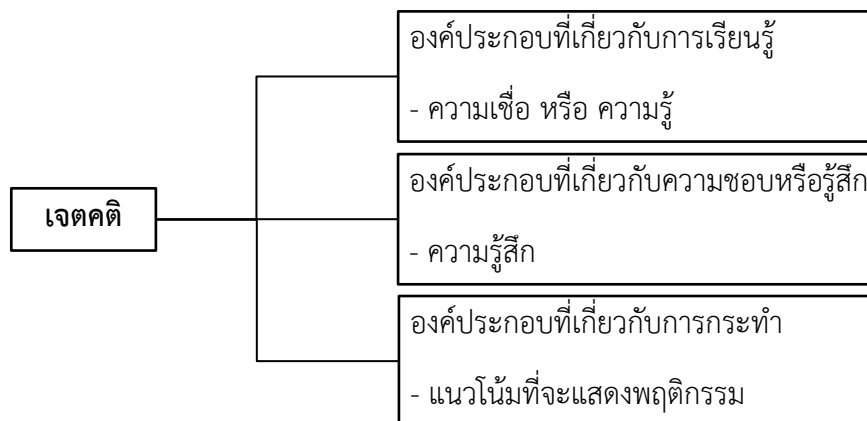 องค์ประกอบที่เกี่ยวกับการเรียนรู้
- ความเชื่อ หรือ ความรู้
องค์ประกอบที่เกี่ยวกับความชอบหรือรู้สึก
- ความรู้สึก
เจตคติ
องค์ประกอบที่เกี่ยวกับการกระทำ
- แนวโน้มที่จะแสดงพฤติกรรม